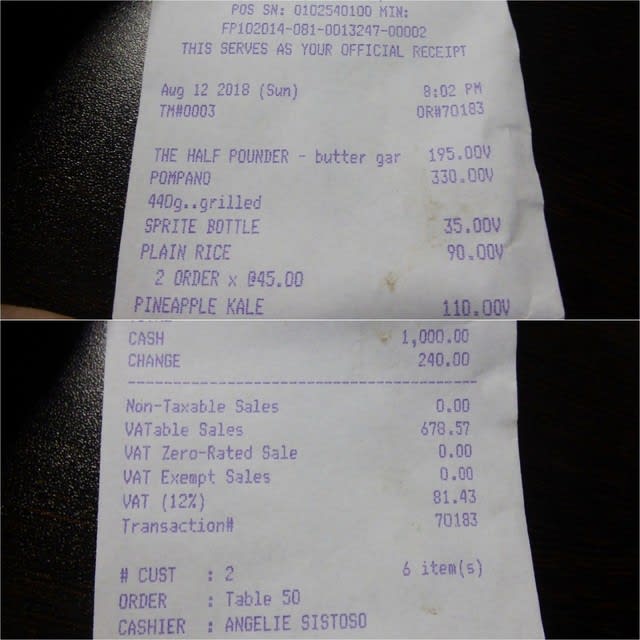 POS SN: 0102540100 MIN:
FP102014-081-0013247-00002
THIS SERVES AS YOUR OFFICIAL RECEIPT
Aug 12 2018 (Sun) 8:02 PM
TM#0003 OR#70183
THE HALF POUNDER - butter gar 195.00V
POMPANO 330.00V
440g..grilled
SPRITE BOTTLE 35.00V
PLAIN RICE 90.00V
2 ORDER x @45.00
PINEAPPLE KALE 110.00V
CASH 1,000.00
CHANGE 240.00
Non-Taxable Sales 0.00
VATable Sales 678.57
VAT Zero-Rated Sale 0.00
VAT Exempt Sales 0.00
VAT (12%) 81.43
Transaction# 70183
# CUST : 2 6 item(s)
ORDER : Table 50
CASHIER : ANGELIE SISTOSO